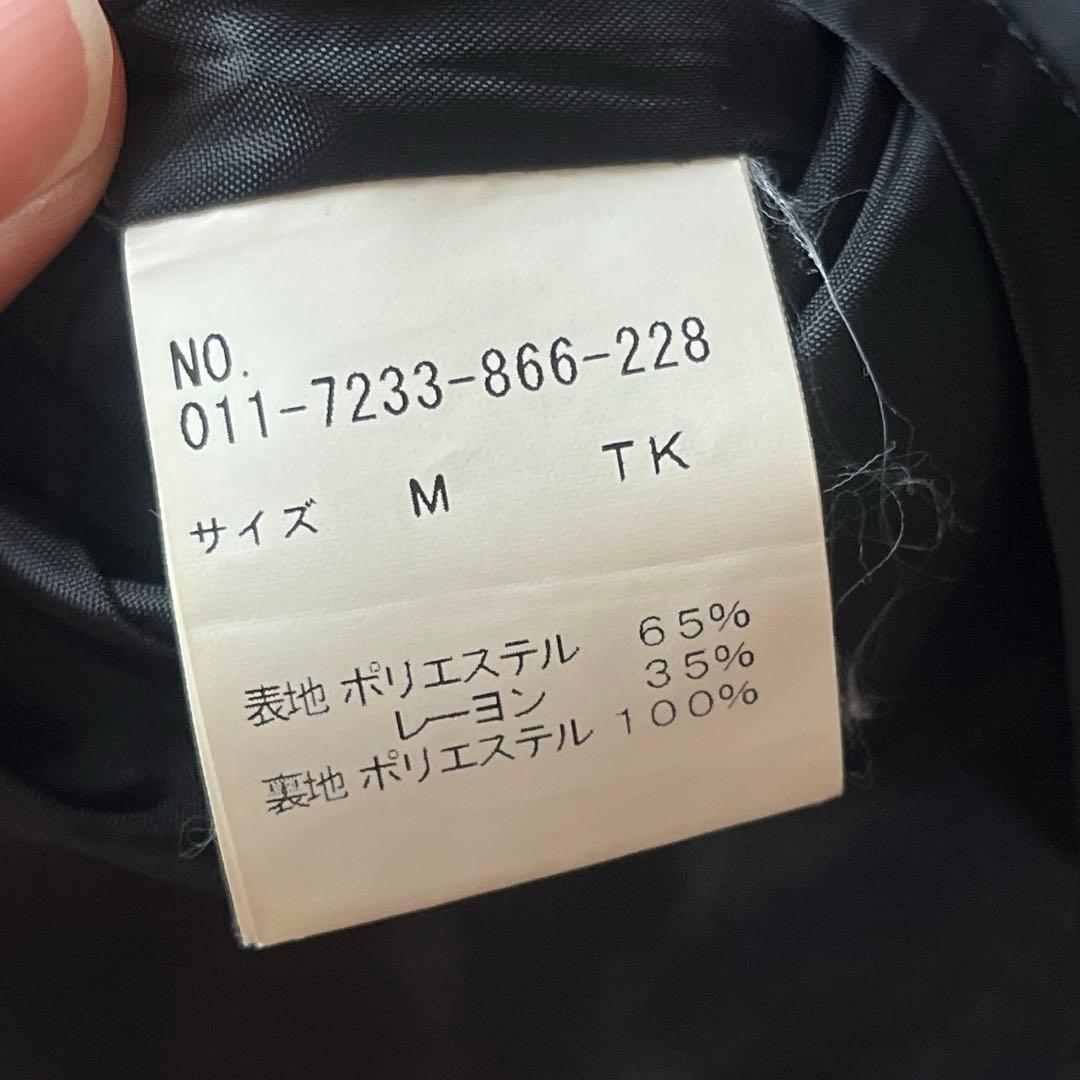 NO.
011-7233-866-228
サイズ M TK
表地 ポリエステル 65%
レーヨン 35%
裏地 ポリエステル 100%